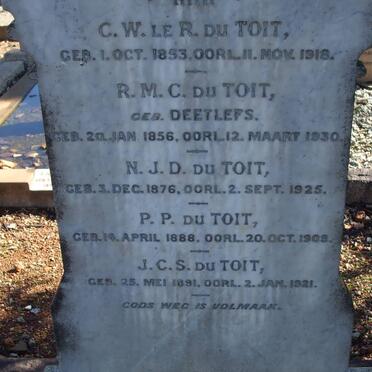 C. W. LE R. DU TOIT,
GEB. 1. OCT. 1853. OORL. 11. NOV. 1918.
R. M. C. DU TOIT,
GEB. DEETLEFS.
GEB. 20. JAN 1856, OORL. 12. MAART 1930.
N. J. D. DU TOIT,
GEB. 3. DEC. 1876, OORL. 2. SEPT. 1925.
P. P. DU TOIT,
GEB. 14. APRIL 1888, OORL. 20. OCT. 1909.
J. C. S. DU TOIT,
GEB. 25. MEI 1891, OORL. 2. JAN. 1921.
GODS WEG IS VOLMAAK.